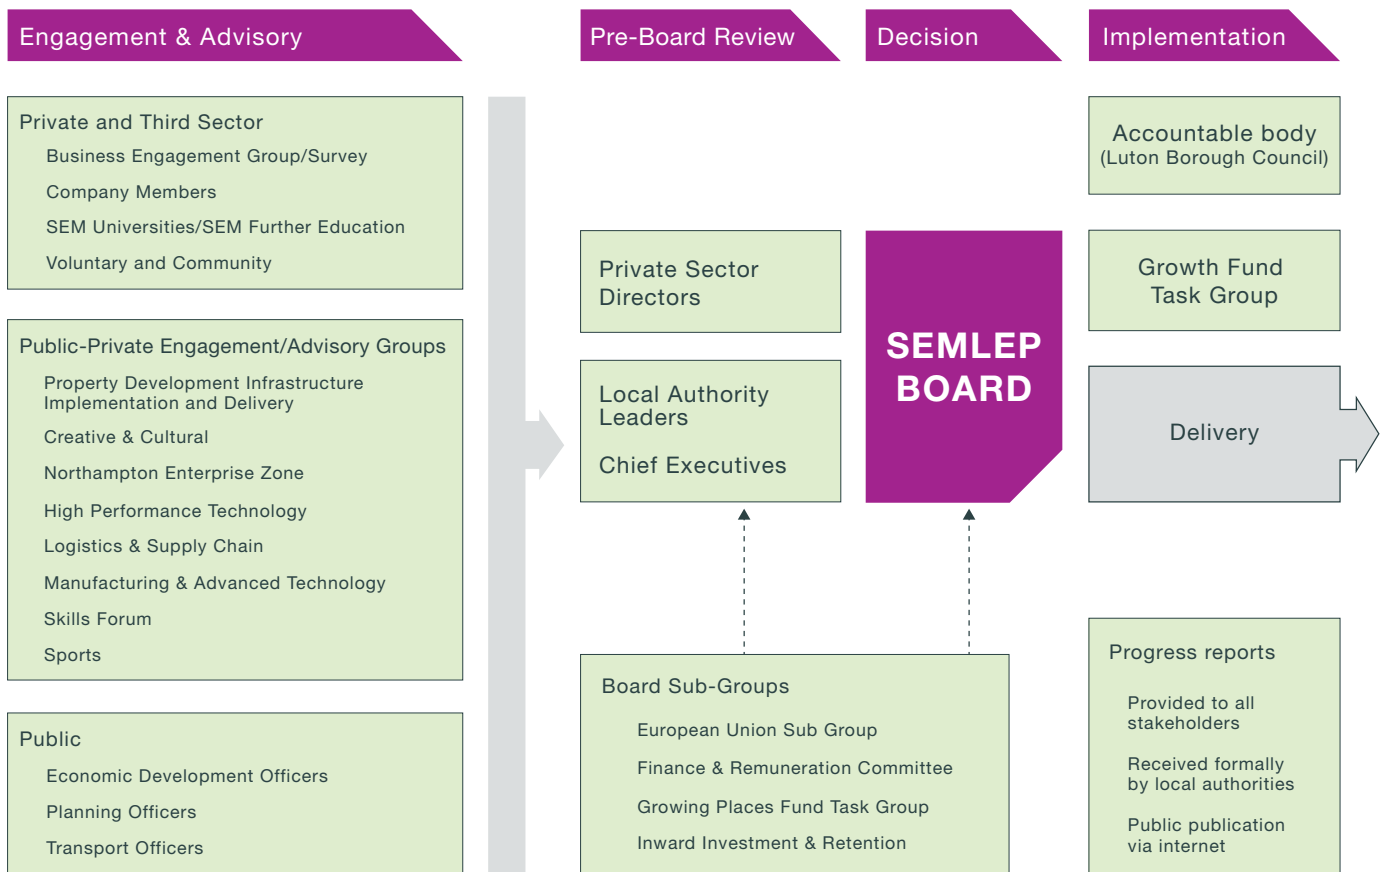 Engagement & Advisory
Pre-Board Review
Decision
Implementation
Private and Third Sector
Business Engagement Group/Survey
Company Members
SEM Universities/SEM Further Education
Voluntary and Community
Public-Private Engagement/Advisory Groups
Property Development Infrastructure
Implementation and Delivery
Creative & Cultural
Northampton Enterprise Zone
High Performance Technology
Logistics & Supply Chain
Manufacturing & Advanced Technology
Skills Forum
Sports
Public
Economic Development Officers
Planning Officers
Transport Officers
Private Sector
Directors
Local Authority
Leaders
Chief Executives
Board Sub-Groups
European Union Sub Group
Finance & Remuneration Committee
Growing Places Fund Task Group
Inward Investment & Retention
SEMLEP
BOARD
Accountable body
(Luton Borough Council)
Growth Fund
Task Group
Delivery
Progress reports
Provided to all
stakeholders
Received formally
by local authorities
Public publication
via internet